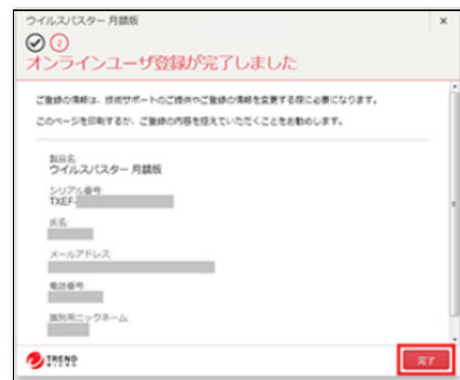 ウイルスバスター 月額版
×
2
オンラインユーザ登録が完了しました
ご登録の情報は、技術サポートのご提供やご登録の情報を変更する際に必要になります。
このページを印刷するか、ご登録の内容を控えていただくことをお勧めします。
製品名:
ウイルスバスター 月額版
シリアル番号:
TXEF-
氏名:
メールアドレス:
電話番号:
識別用ニックネーム:
TREND
MICRO
完了